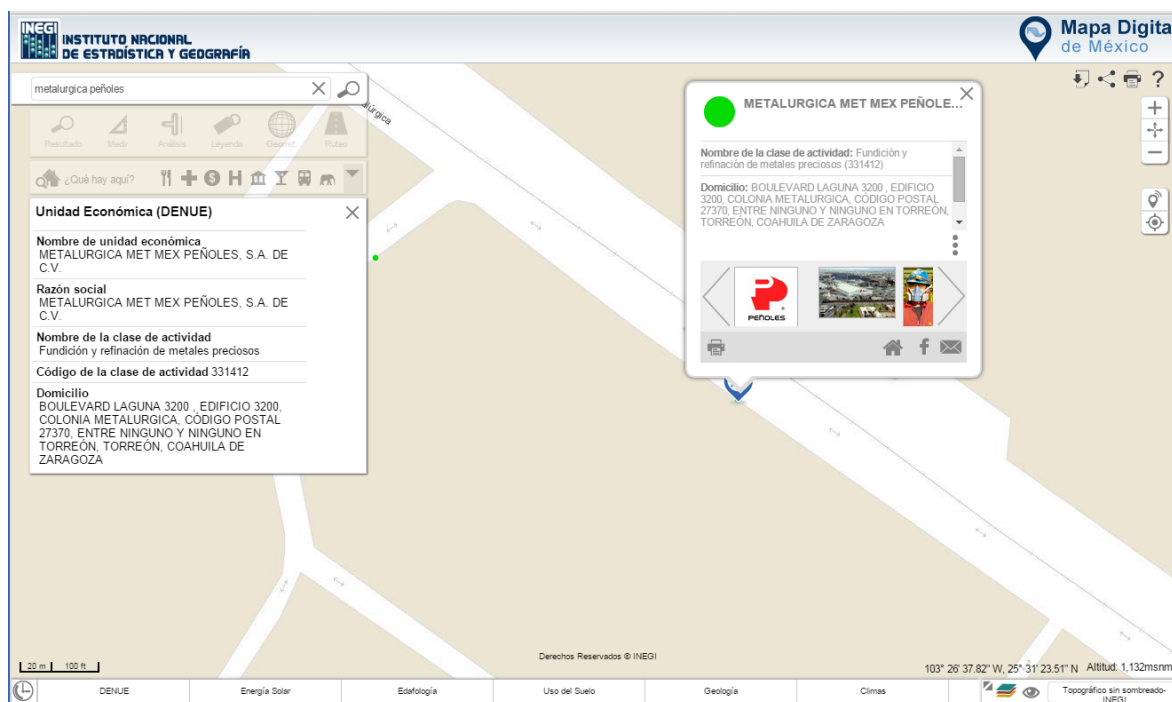 INEGI
INSTITUTO NACIONAL
DE ESTADÍSTICA Y GEOGRAFÍA
Mapa Digita
de México
metalurgica peñoles
Resultado Medir Análisis Leyenda Georref. Ruteo
¿Qué hay aquí?
Unidad Económica (DENUE)
Nombre de unidad económica
METALURGICA MET MEX PEÑOLES, S.A. DE
C.V.
Razón social
METALURGICA MET MEX PEÑOLES, S.A. DE
C.V.
Nombre de la clase de actividad
Fundición y refinación de metales preciosos
Código de la clase de actividad 331412
Domicilio
BOULEVARD LAGUNA 3200 , EDIFICIO 3200,
COLONIA METALURGICA, CÓDIGO POSTAL
27370, ENTRE NINGUNO Y NINGUNO EN
TORREÓN, TORREÓN, COAHUILA DE
ZARAGOZA
METALURGICA MET MEX PEÑOLE...
Nombre de la clase de actividad: Fundición y
refinación de metales preciosos (331412)
Domicilio: BOULEVARD LAGUNA 3200 , EDIFICIO
3200, COLONIA METALURGICA, CÓDIGO POSTAL
27370, ENTRE NINGUNO Y NINGUNO EN TORREÓN,
TORREÓN, COAHUILA DE ZARAGOZA
PEÑOLES
20 m 100 ft
Derechos Reservados © INEGI
103° 26' 37.82" W, 25° 31' 23.51" N Altitud: 1,132msnm
DENUE Energía Solar Edafología Uso del Suelo Geología Climas
Topográfico sin sombreado-
INEGI